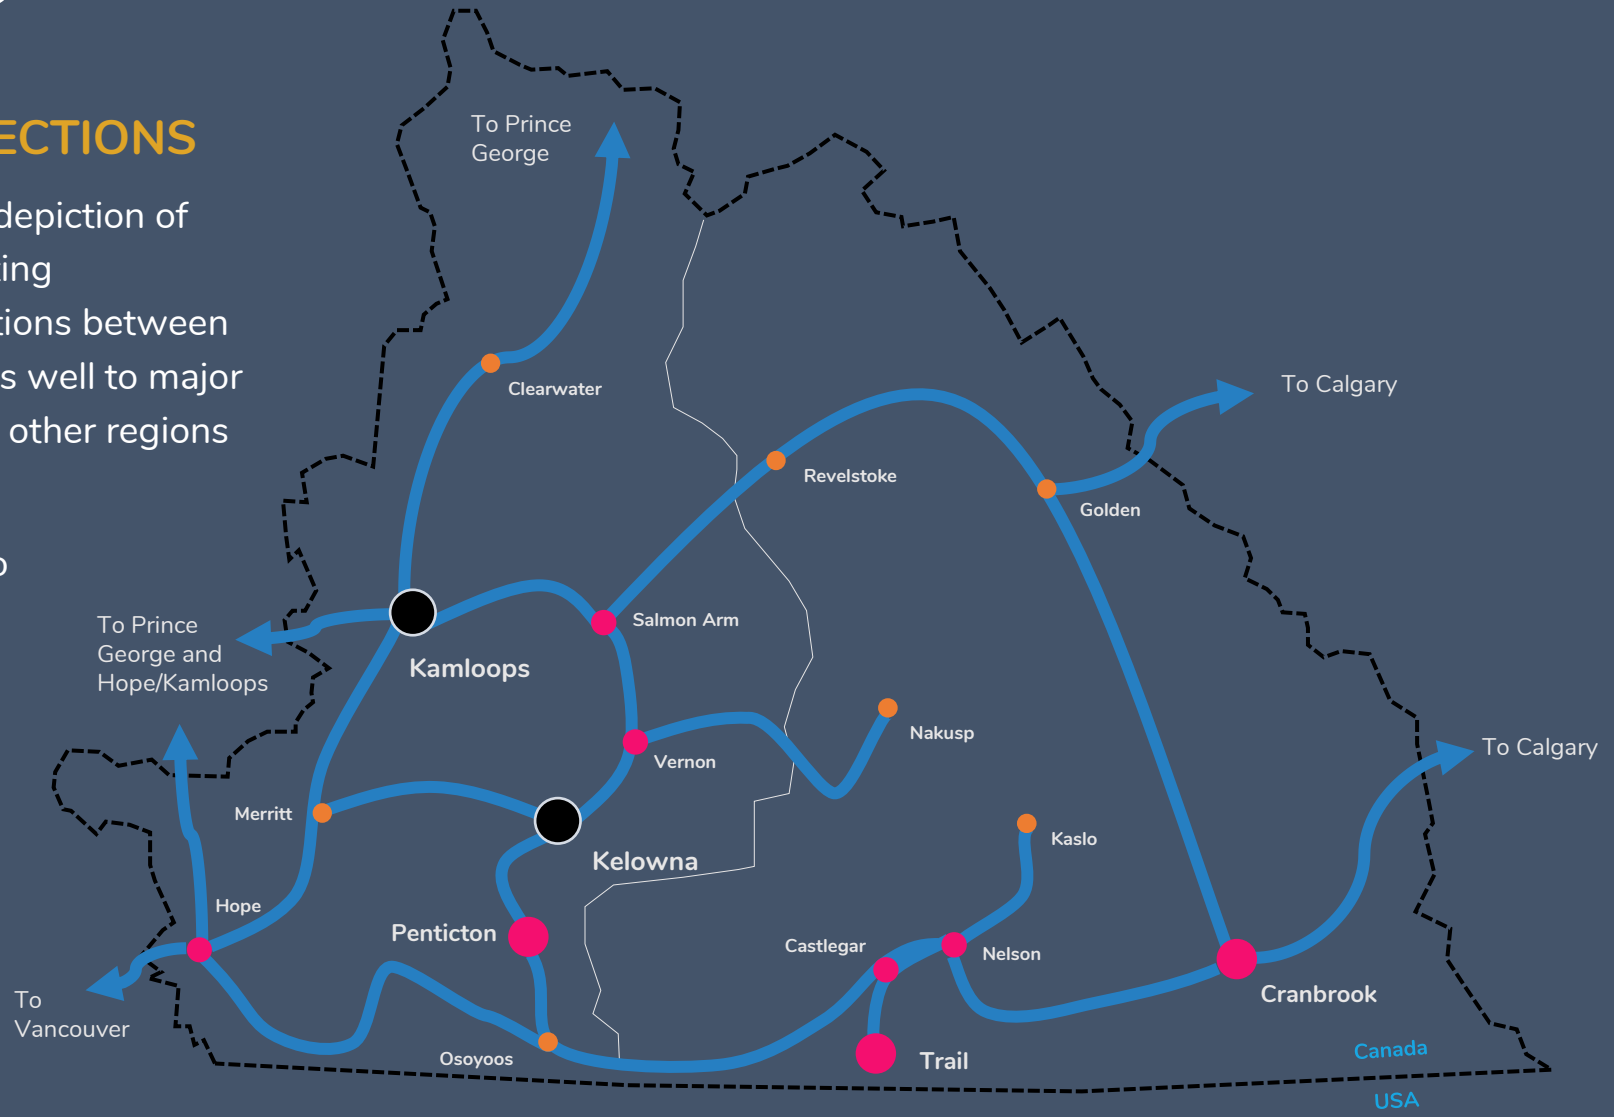 ECTIONS
depiction of
ing
tions between
s well to major
other regions
To Prince
George
Clearwater
To Calgary
Revelstoke
Golden
To Prince
George and
Hope/Kamloops
Salmon Arm
Kamloops
Nakusp
Vernon
To Calgary
Merritt
Kaslo
Kelowna
Hope
Penticton
Castlegar
Nelson
Cranbrook
To
Vancouver
Osoyoos
Trail
Canada
USA